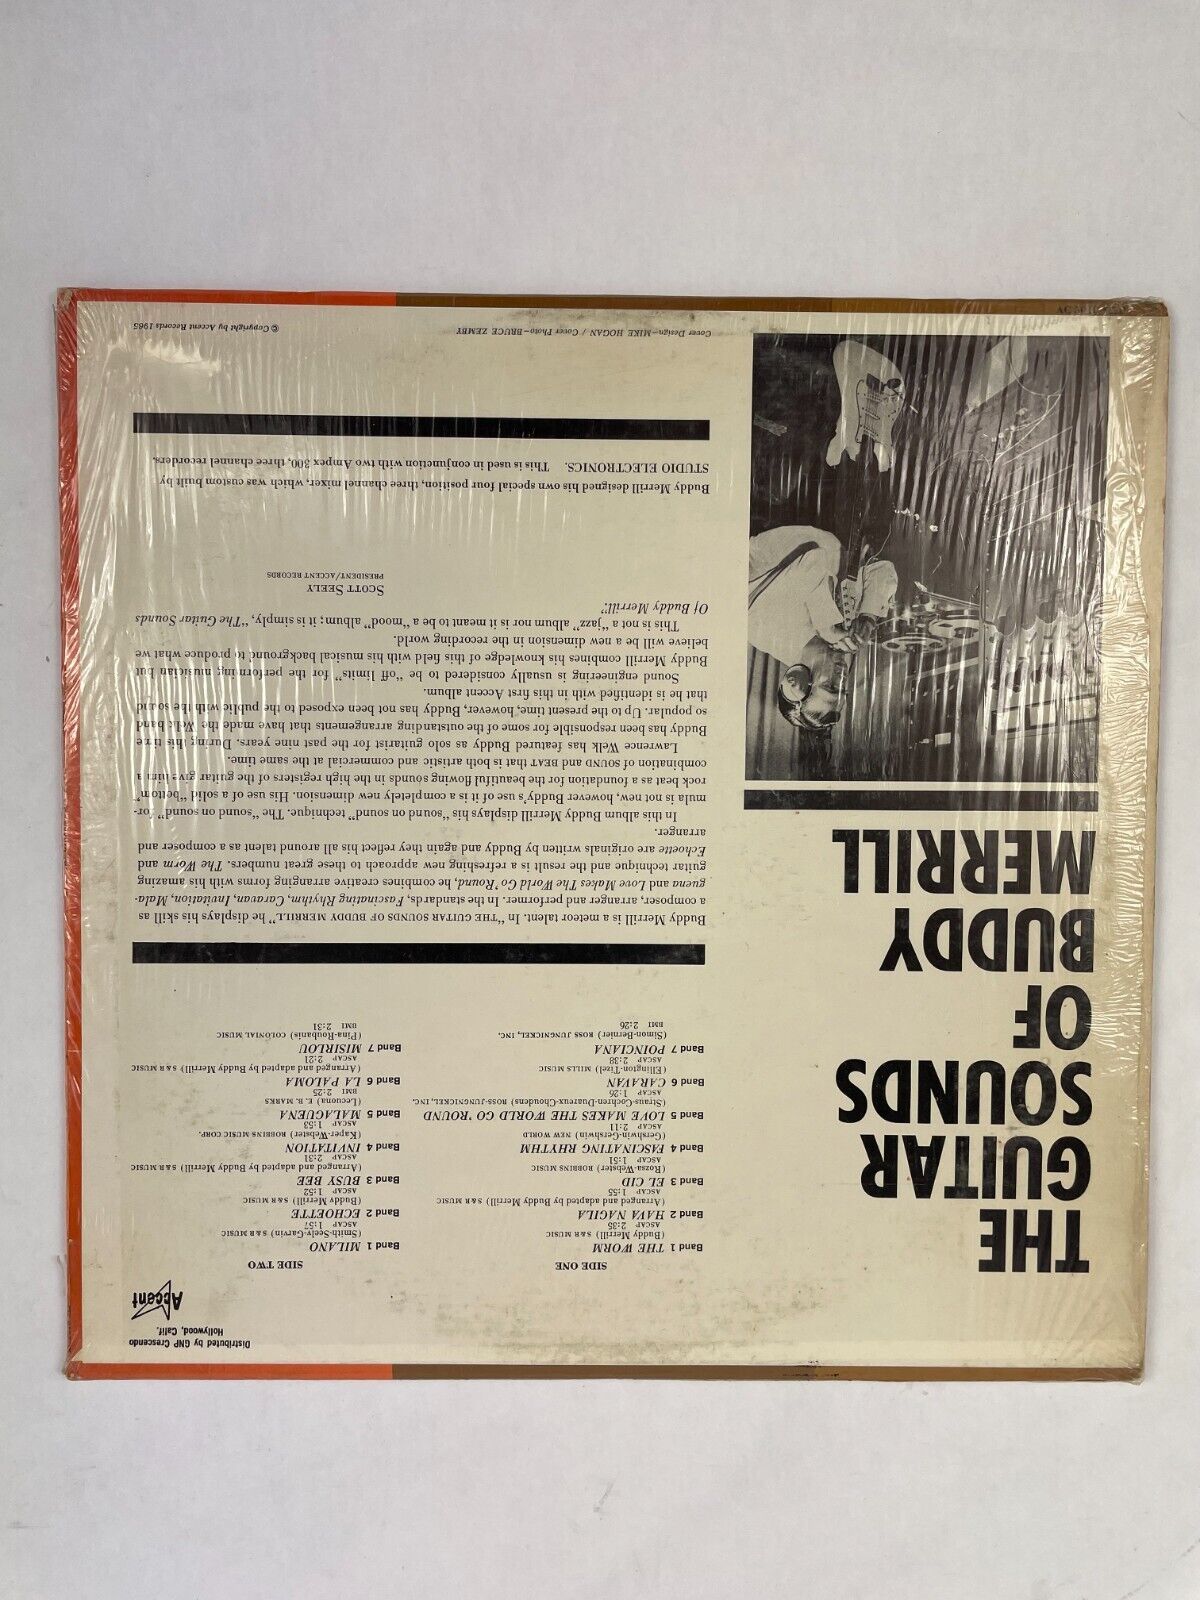 THE
GUITAR
SOUNDS
OF
BUDDY
MERRILL
Distributed by GNP Crescendo
Hollywood, Calif.
Accent
SIDE ONE
Band 1 THE WORM
(Buddy Merrill) S & R MUSIC
ASCAP 2:35
Band 2 HAVA NAGILA
(Arranged and adapted by Buddy Merrill) S & R MUSIC
ASCAP 1:55
Band 3 EL CID
(Rozsa-Webster) ROBBINS MUSIC
ASCAP 1:51
Band 4 FASCINATING RHYTHM
(Gershwin-Gershwin) NEW WORLD
ASCAP 2:11
Band 5 LOVE MAKES THE WORLD GO 'ROUND
(Straus-Cochren-Duareux-Choudens) ROSS-JUNGNICKEL, INC.
ASCAP 1:26
Band 6 CARAVAN
(Ellington-Tizel) MILLS MUSIC
ASCAP 2:38
Band 7 POINCIANA
(Simon-Bernier) ROSS JUNGNICKEL, INC.
BMI 2:26
SIDE TWO
Band 1 MILANO
(Smith-Seely-Garvin) S & R MUSIC
ASCAP 1:57
Band 2 ECHOETTE
(Buddy Merrill) S & R MUSIC
ASCAP 1:52
Band 3 BUSY BEE
(Arranged and adapted by Buddy Merrill) S & R MUSIC
ASCAP 2:31
Band 4 INVITATION
(Kaper-Webster) ROBBINS MUSIC CORP.
ASCAP 1:53
Band 5 MALAGUENA
(Lecuona) E. B. MARKS
BMI 2:25
Band 6 LA PALOMA
(Arranged and adapted by Buddy Merrill) S & R MUSIC
ASCAP 2:21
Band 7 MISIRLOU
(Pina-Roubanis) COLONIAL MUSIC
BMI 2:31
Buddy Merrill is a meteor talent. In "THE GUITAR SOUNDS OF BUDDY MERRILL" he displays his skill as
a composer, arranger and performer. In the standards, Fascinating Rhythm, Caravan, Invitation, Mala-
guena and Love Makes The World Go 'Round, he combines creative arranging forms with his amazing
guitar technique and the result is a refreshing new approach to these great numbers. The Worm and
Echoette are originals written by Buddy and again they reflect his all around talent as a composer and
arranger.
In this album Buddy Merrill displays his "sound on sound" technique. The "sound on sound" for-
mula is not new, however Buddy's use of it is a completely new dimension. His use of a solid "bottom"
rock beat as a foundation for the beautiful flowing sounds in the high registers of the guitar give him a
combination of SOUND and BEAT that is both artistic and commercial at the same time.
Lawrence Welk has featured Buddy as solo guitarist for the past nine years. During this time
Buddy has been responsible for some of the outstanding arrangements that have made the Welk band
so popular. Up to the present time, however, Buddy has not been exposed to the public with the sound
that he is identified with in this first Accent album.
Sound engineering is usually considered to be "off limits" for the performing musician but
Buddy Merrill combines his knowledge of this field with his musical background to produce what we
believe will be a new dimension in the recording world.
This is not a "jazz" album nor is it meant to be a "mood" album; it is simply, "The Guitar Sounds
Of Buddy Merrill."
SCOTT SEELY
PRESIDENT/ACCENT RECORDS
Buddy Merrill designed his own special four position, three channel mixer, which was custom built by
STUDIO ELECTRONICS. This is used in conjunction with two Ampex 300, three channel recorders.
Cover Design—MIKE HOGAN / Cover Photo—BRUCE ZEMBY
© Copyright by Accent Records 1965